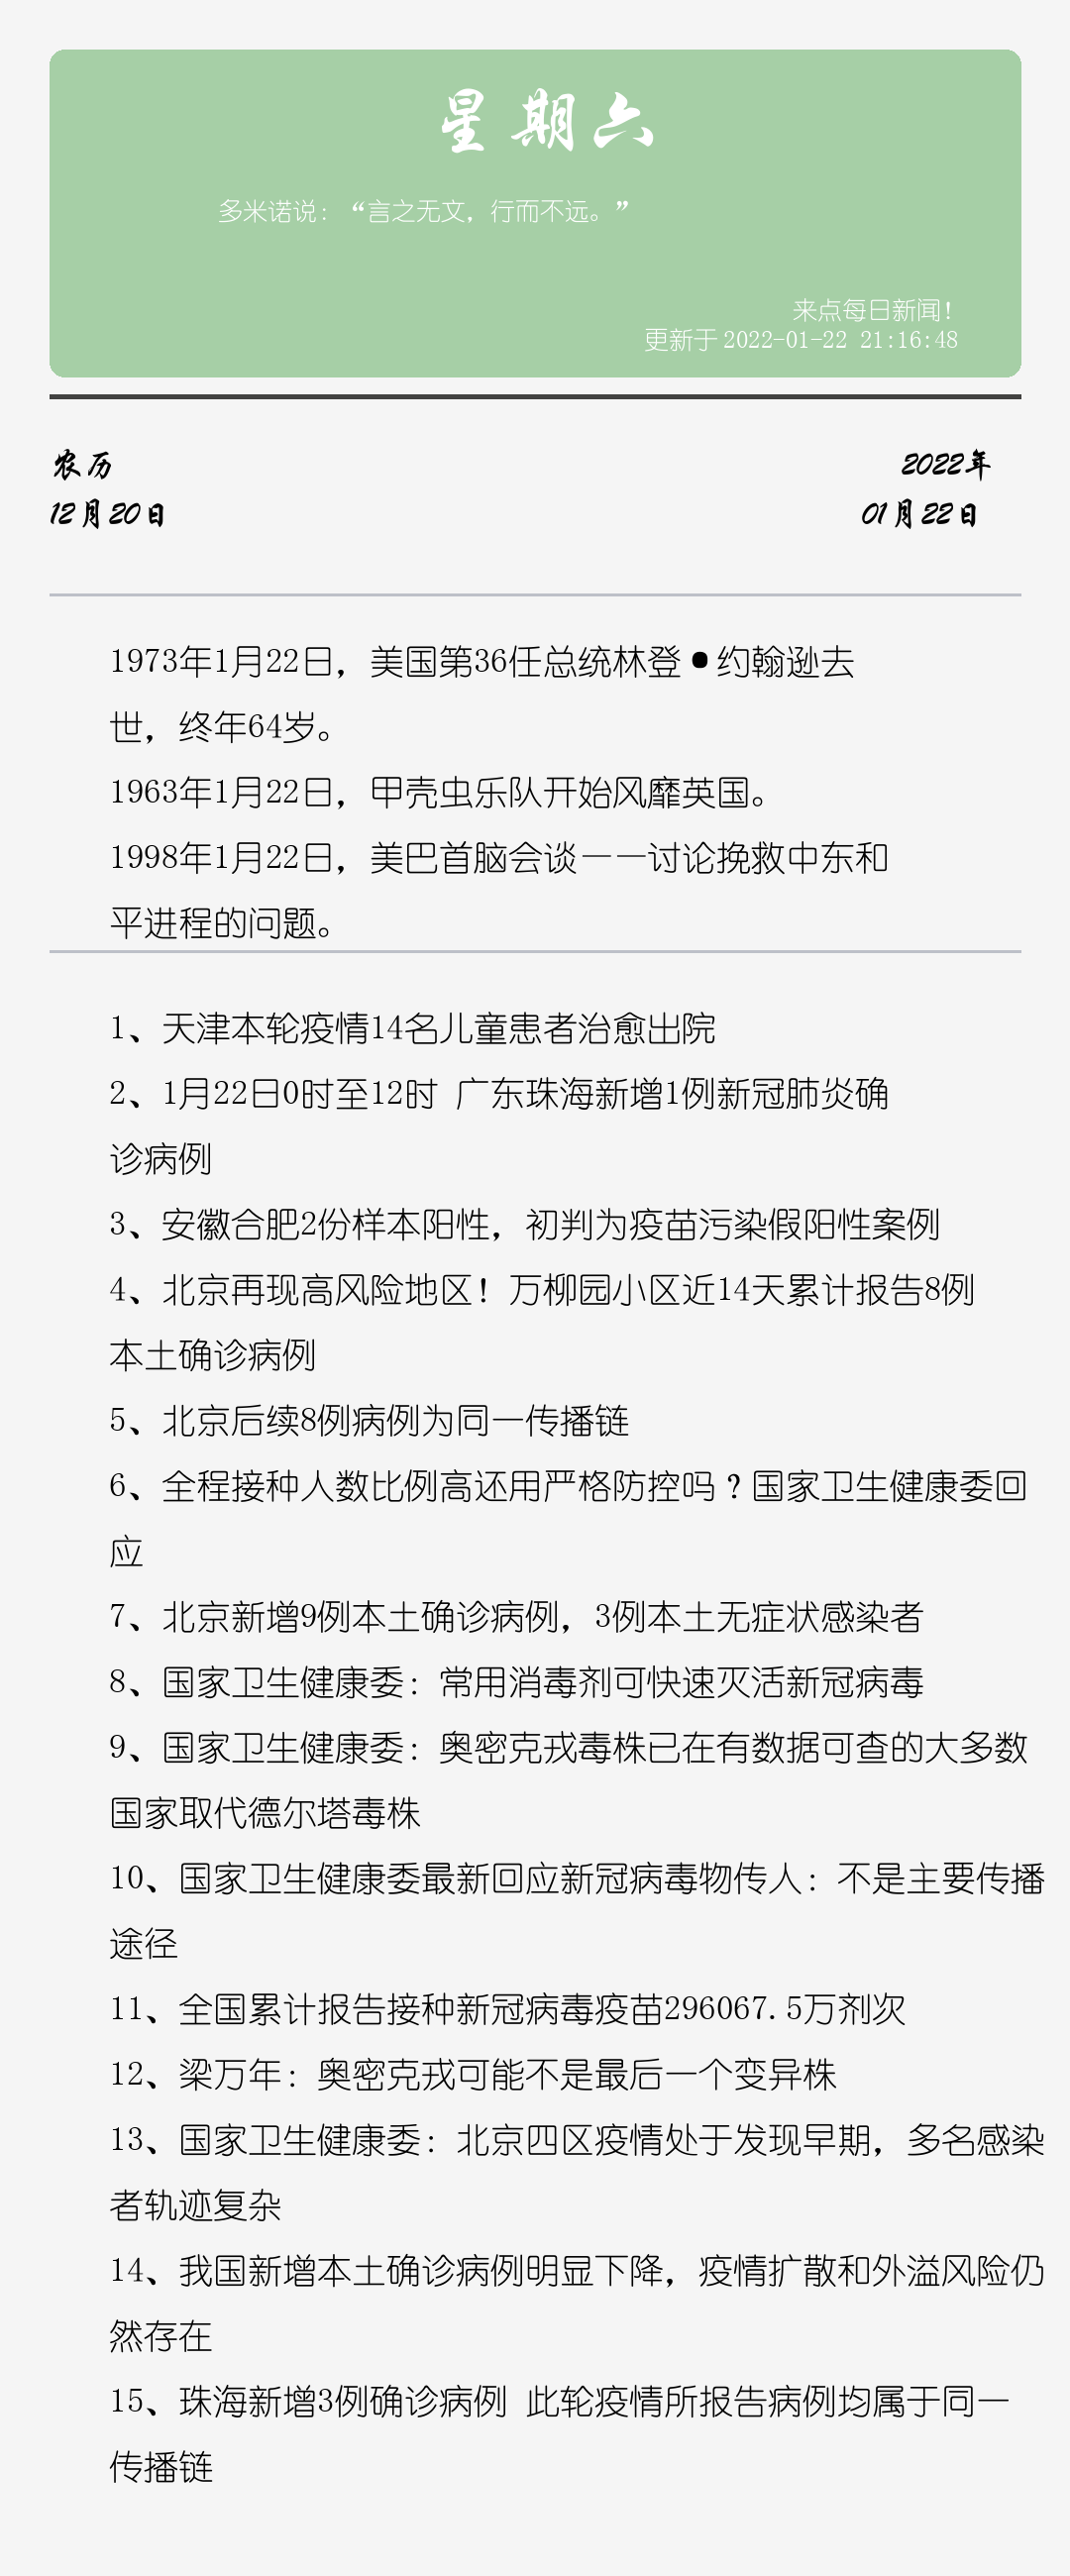 星期六
多米诺说：“言之无文，行而不远。”
来点每日新闻！
更新于 2022-01-22 21:16:48
农历
2022年
12月20日
01月22日
1973年1月22日，美国第36任总统林登•约翰逊去
世，终年64岁。
1963年1月22日，甲壳虫乐队开始风靡英国。
1998年1月22日，美巴首脑会谈——讨论挽救中东和
平进程的问题。
1、天津本轮疫情14名儿童患者治愈出院
2、1月22日0时至12时 广东珠海新增1例新冠肺炎确
诊病例
3、安徽合肥2份样本阳性，初判为疫苗污染假阳性案例
4、北京再现高风险地区！万柳园小区近14天累计报告8例
本土确诊病例
5、北京后续8例病例为同一传播链
6、全程接种人数比例高还用严格防控吗？国家卫生健康委回
应
7、北京新增9例本土确诊病例，3例本土无症状感染者
8、国家卫生健康委：常用消毒剂可快速灭活新冠病毒
9、国家卫生健康委：奥密克戎毒株已在有数据可查的大多数
国家取代德尔塔毒株
10、国家卫生健康委最新回应新冠病毒物传人：不是主要传播
途径
11、全国累计报告接种新冠病毒疫苗296067.5万剂次
12、梁万年：奥密克戎可能不是最后一个变异株
13、国家卫生健康委：北京四区疫情处于发现早期，多名感染
者轨迹复杂
14、我国新增本土确诊病例明显下降，疫情扩散和外溢风险仍
然存在
15、珠海新增3例确诊病例 此轮疫情所报告病例均属于同一
传播链